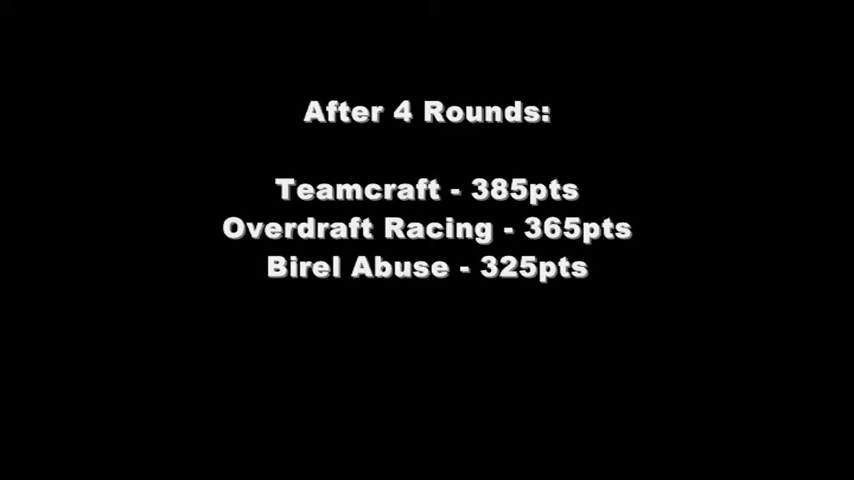 After 4 Rounds:
Teamcraft - 385pts
Overdraft Racing - 365pts
Birel Abuse - 325pts